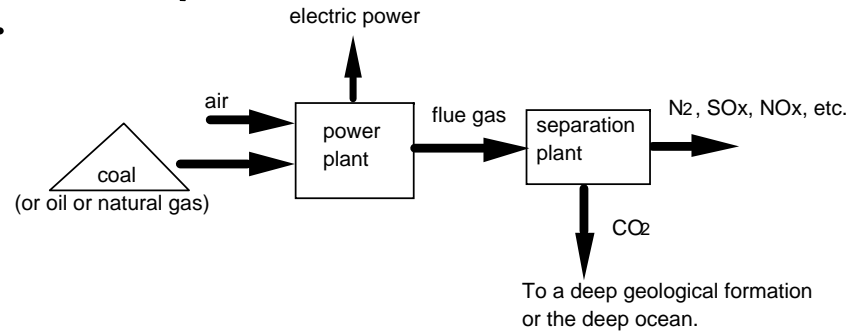 electric power
air
flue gas
N2, SOx, NOx, etc.
power
plant
separation
plant
coal
(or oil or natural gas)
CO2
To a deep geological formation
or the deep ocean.